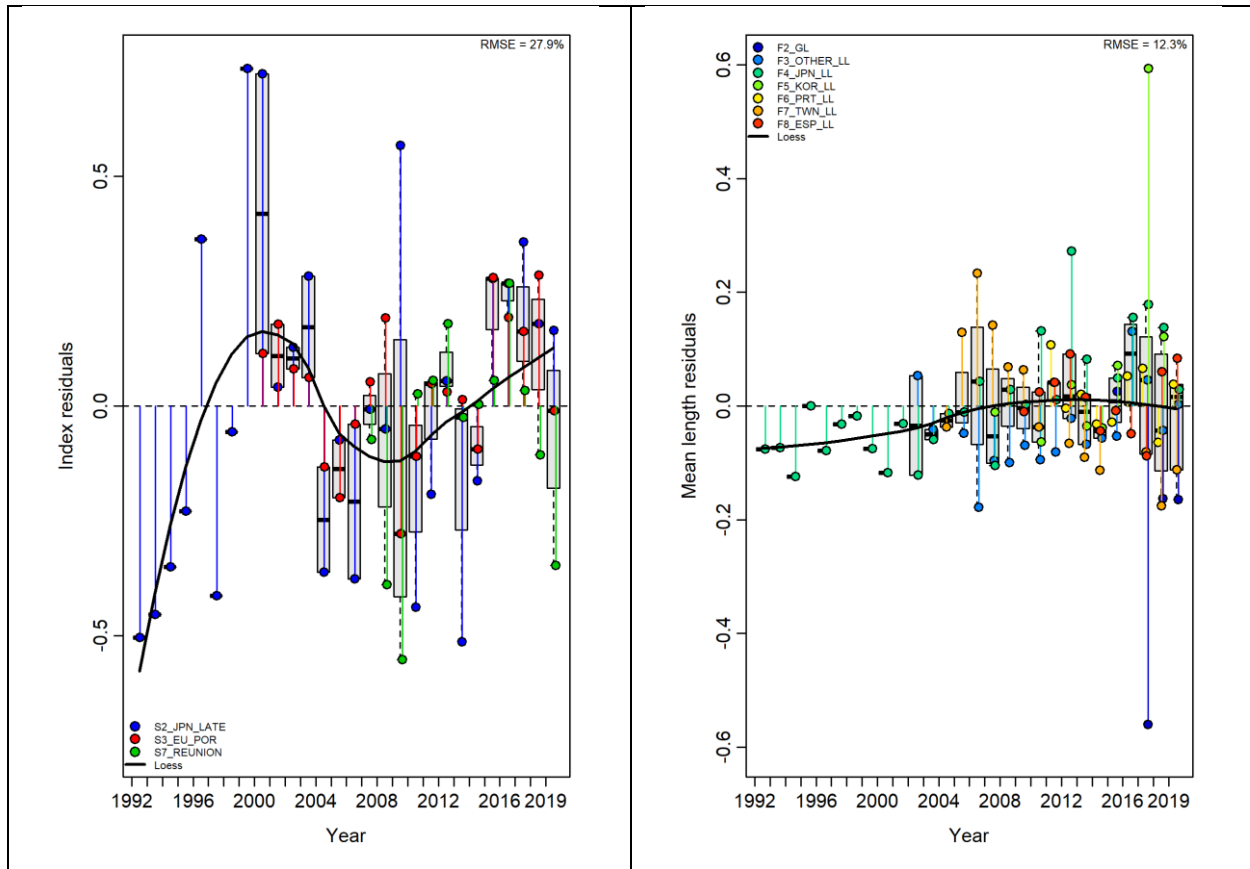 RMSE = 27.9%
Index residuals
0.5
0.0
-0.5
S2_JPN_LATE
S3_EU_POR
S7_REUNION
Loess
1992 1996 2000 2004 2008 2012 2016 2019
Year
RMSE = 12.3%
F2_GL
F3_OTHER_LL
F4_JPN_LL
F5_KOR_LL
F6_PRT_LL
F7_TWN_LL
F8_ESP_LL
Loess
Mean length residuals
0.6
0.4
0.2
0.0
-0.2
-0.4
-0.6
1992 1996 2000 2004 2008 2012 2016 2019
Year